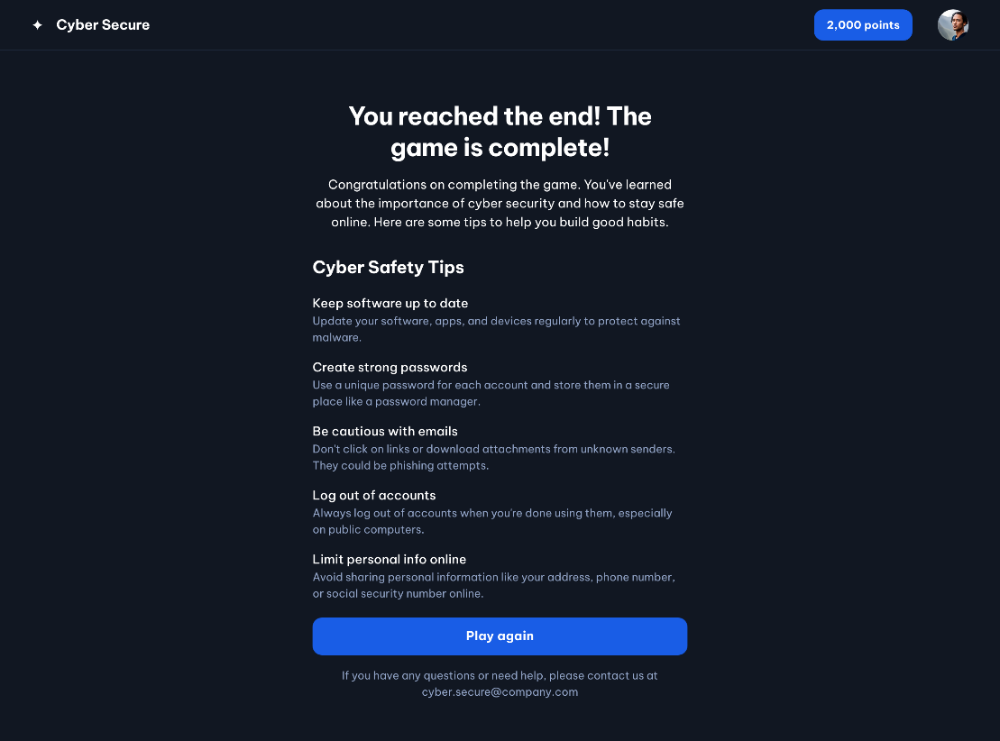 Cyber Secure
2,000 points
You reached the end! The
game is complete!
Congratulations on completing the game. You've learned
about the importance of cyber security and how to stay safe
online. Here are some tips to help you build good habits.
Cyber Safety Tips
Keep software up to date
Update your software, apps, and devices regularly to protect against
malware.
Create strong passwords
Use a unique password for each account and store them in a secure
place like a password manager.
Be cautious with emails
Don't click on links or download attachments from unknown senders.
They could be phishing attempts.
Log out of accounts
Always log out of accounts when you're done using them, especially
on public computers.
Limit personal info online
Avoid sharing personal information like your address, phone number,
or social security number online.
Play again
If you have any questions or need help, please contact us at
cyber.secure@company.com